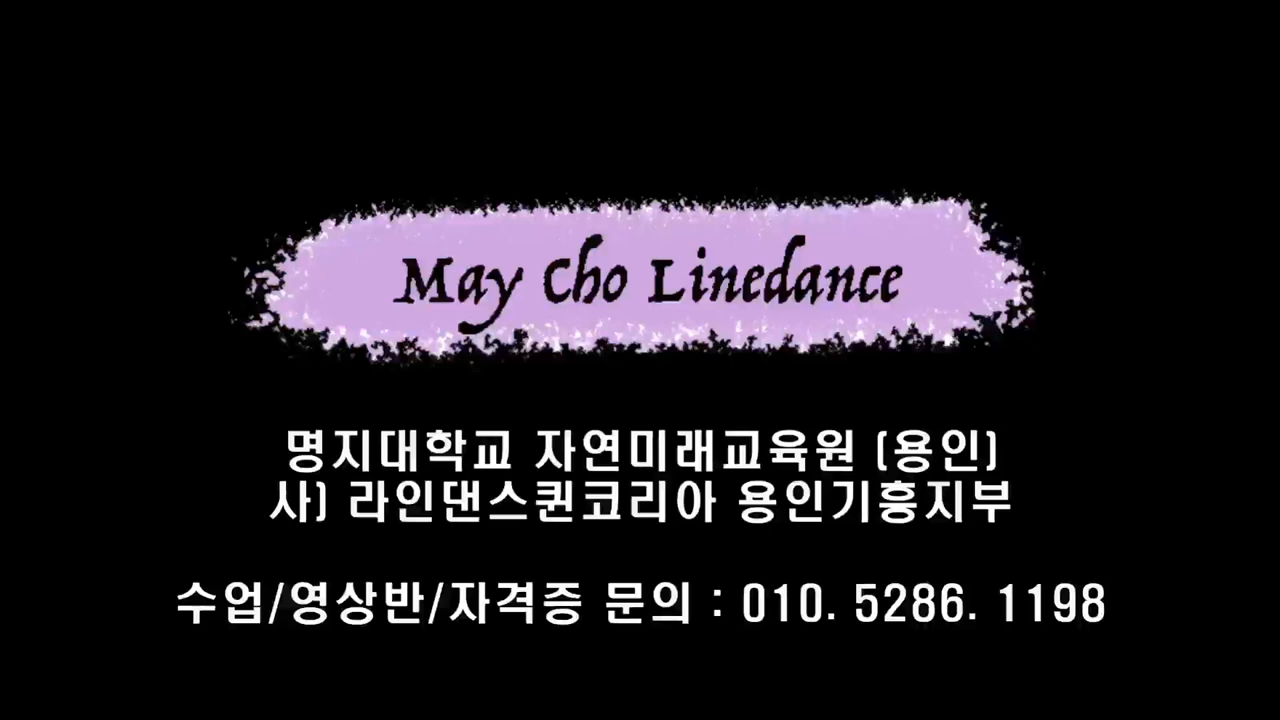 May Cho Linedance
명지대학교 자연미래교육원 (용인)
사) 라인댄스퀸코리아 용인기흥지부
수업/영상반/자격증 문의 : 010. 5286. 1198